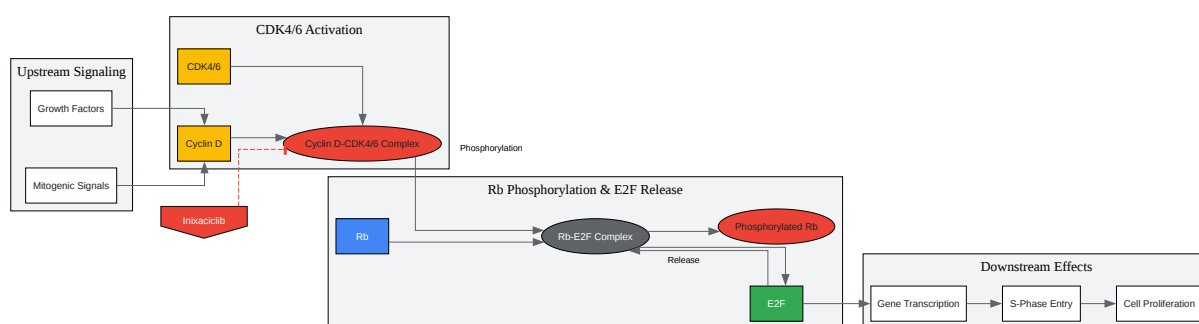 CDK4/6 Activation
CDK4/6
Upstream Signaling
Growth Factors
Cyclin D
Cyclin D-CDK4/6 Complex
Phosphorylation
Mitogenic Signals
Rb Phosphorylation & E2F Release
Inixaciclib
Rb
Rb-E2F Complex
Phosphorylated Rb
Release
Downstream Effects
E2F
Gene Transcription
S-Phase Entry
Cell Proliferation